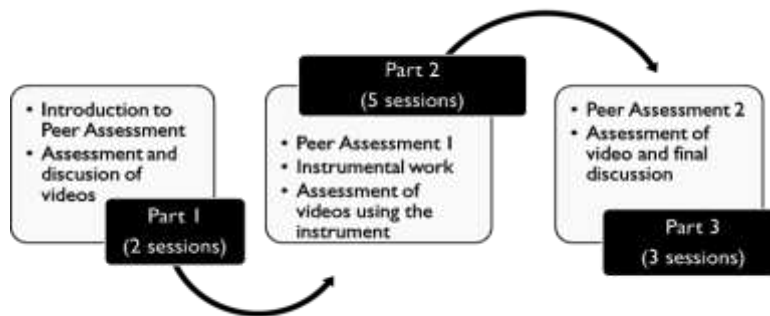 • Introduction to
Peer Assessment
• Assessment and
discusion of
videos
Part 1
(2 sessions)
Part 2
(5 sessions)
• Peer Assessment 1
• Instrumental work
• Assessment of
videos using the
instrument
• Peer Assessment 2
• Assessment of
video and final
discussion
Part 3
(3 sessions)